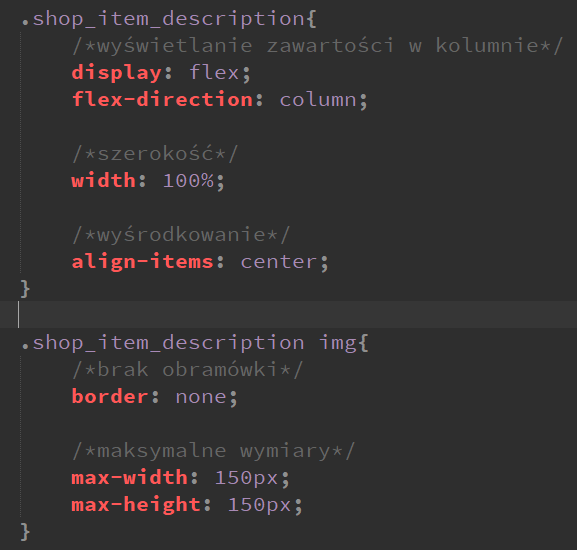 .shop_item_description{
/*wyświetlanie zawartości w kolumnie*/
display: flex;
flex-direction: column;
/*szerokość*/
width: 100%;
/*wyśrodkowanie*/
align-items: center;
}
.shop_item_description img{
/*brak obramówki*/
border: none;
/*maksymalne wymiary*/
max-width: 150px;
max-height: 150px;
}